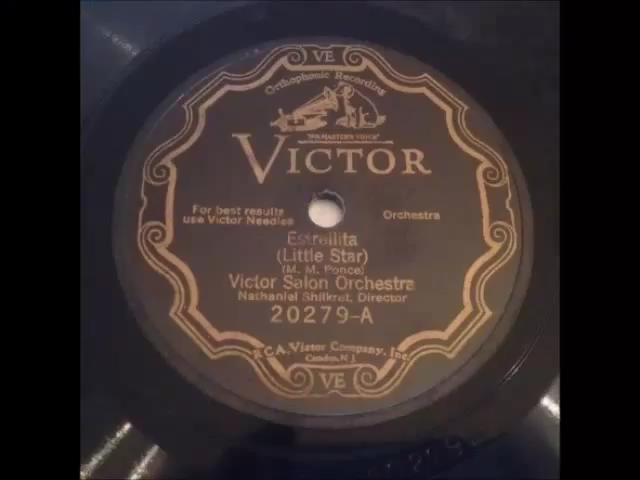 VE
Orthophonic Recording
"HIS MASTER'S VOICE"
VICTOR
For best results
use Victor Needles
Orchestra
Estrellita
(Little Star)
(M. M. Ponce)
Victor Salon Orchestra
Nathaniel Shilkret, Director
20279-A
RCA Victor Company, Inc.
Camden, N.J.
VE